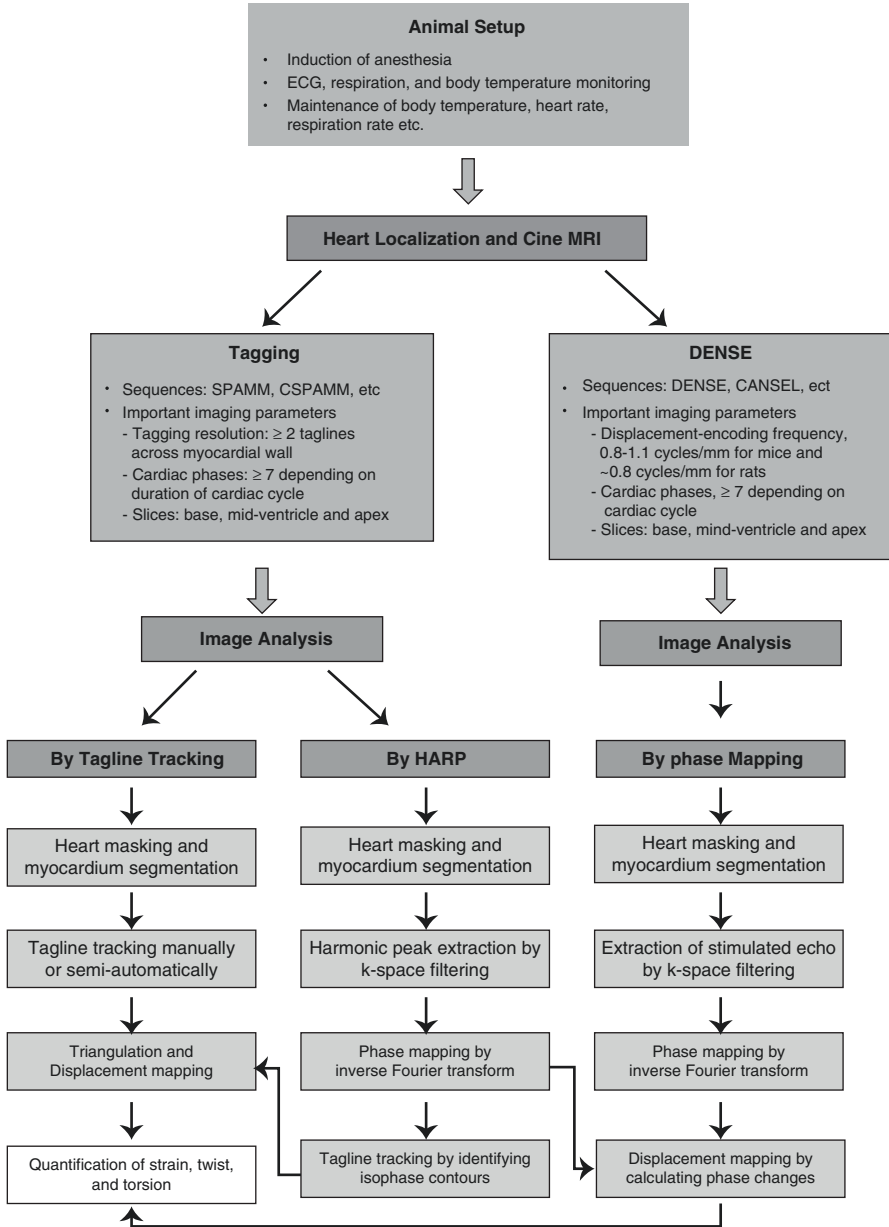 Animal Setup
• Induction of anesthesia
• ECG, respiration, and body temperature monitoring
• Maintenance of body temperature, heart rate,
respiration rate etc.
Heart Localization and Cine MRI
Tagging
• Sequences: SPAMM, CSPAMM, etc
• Important imaging parameters
- Tagging resolution: ≥ 2 taglines
across myocardial wall
- Cardiac phases: ≥ 7 depending on
duration of cardiac cycle
- Slices: base, mid-ventricle and apex
DENSE
• Sequences: DENSE, CANSEL, ect
• Important imaging parameters
- Displacement-encoding frequency,
0.8-1.1 cycles/mm for mice and
~0.8 cycles/mm for rats
- Cardiac phases, ≥ 7 depending on
cardiac cycle
- Slices: base, mind-ventricle and apex
Image Analysis
Image Analysis
By Tagline Tracking
By HARP
By phase Mapping
Heart masking and
myocardium segmentation
Heart masking and
myocardium segmentation
Heart masking and
myocardium segmentation
Tagline tracking manually
or semi-automatically
Harmonic peak extraction by
k-space filtering
Extraction of stimulated echo
by k-space filtering
Triangulation and
Displacement mapping
Phase mapping by
inverse Fourier transform
Phase mapping by
inverse Fourier transform
Quantification of strain, twist,
and torsion
Tagline tracking by identifying
isophase contours
Displacement mapping by
calculating phase changes